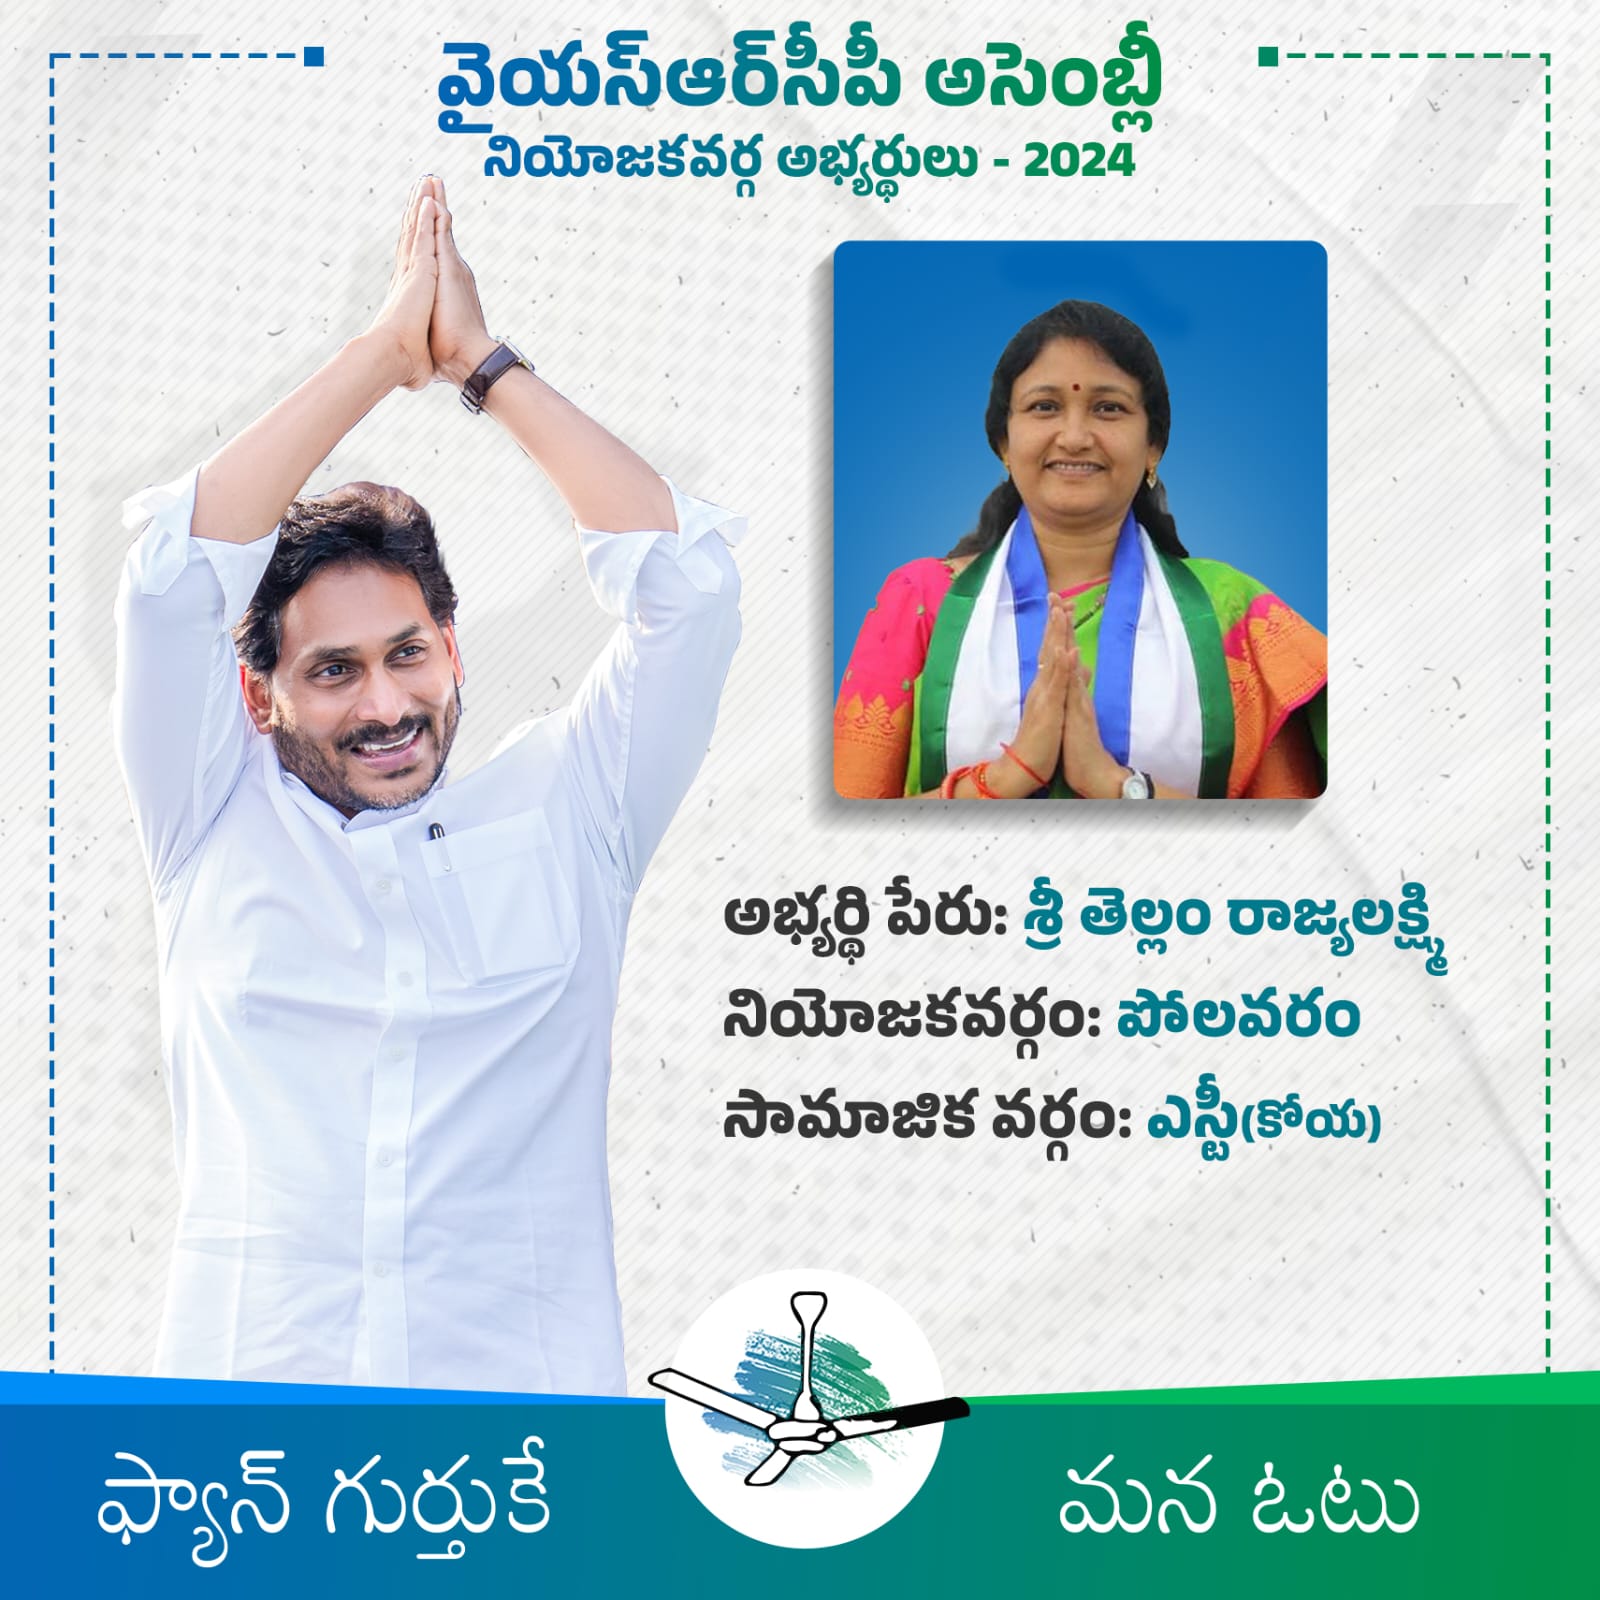 వైయస్ఆర్‌సీపీ అసెంబ్లీ
నియోజకవర్గ అభ్యర్థులు - 2024
అభ్యర్థి పేరు: శ్రీ తెల్లం రాజ్యలక్ష్మి
నియోజకవర్గం: పోలవరం
సామాజిక వర్గం: ఎస్టీ(కోయ)
ఫ్యాన్ గుర్తుకే మన ఓటు